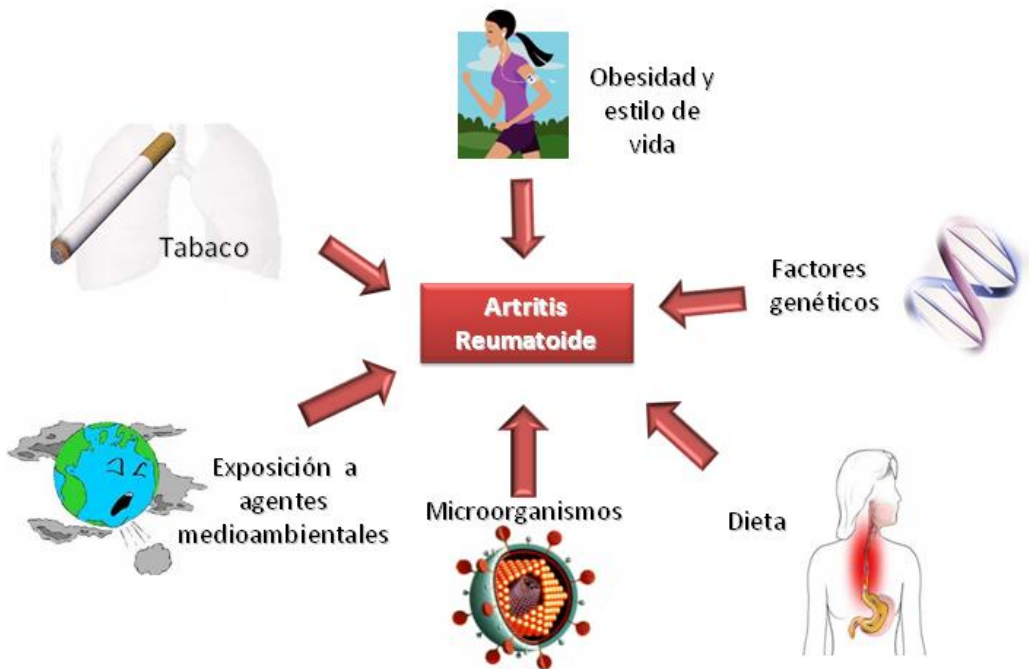 Obesidad y
estilo de
vida
Tabaco
Factores
genéticos
Artritis
Reumatoide
Exposición a
agentes
medioambientales
Microorganismos
Dieta